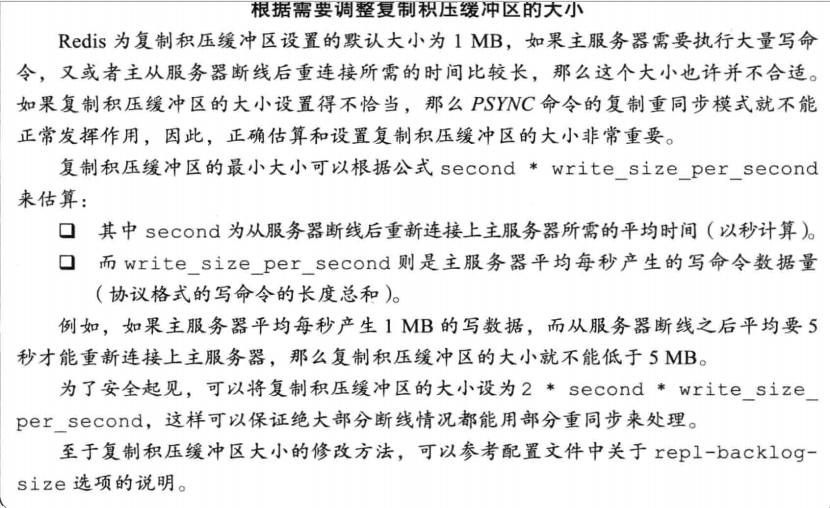 根据需要调整复制积压缓冲区的大小
Redis 为复制积压缓冲区设置的默认大小为 1 MB，如果主服务器需要执行大量写命
令，又或者主从服务器断线后重连接所需的时间比较长，那么这个大小也许并不合适。
如果复制积压缓冲区的大小设置得不恰当，那么 PSYNC 命令的复制重同步模式就不能
正常发挥作用，因此，正确估算和设置复制积压缓冲区的大小非常重要。
复制积压缓冲区的最小大小可以根据公式 second * write_size_per_second
来估算：
❑ 其中 second 为从服务器断线后重新连接上主服务器所需的平均时间（以秒计算）。
❑ 而 write_size_per_second 则是主服务器平均每秒产生的写命令数据量
（协议格式的写命令的长度总和）。
例如，如果主服务器平均每秒产生 1 MB 的写数据，而从服务器断线之后平均要 5
秒才能重新连接上主服务器，那么复制积压缓冲区的大小就不能低于 5 MB。
为了安全起见，可以将复制积压缓冲区的大小设为 2 * second * write_size_
per_second，这样可以保证绝大部分断线情况都能用部分重同步来处理。
至于复制积压缓冲区大小的修改方法，可以参考配置文件中关于 repl-backlog-
size 选项的说明。